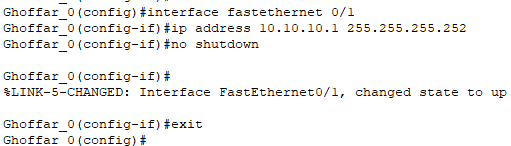 Ghoffar_0(config)#interface fastethernet 0/1
Ghoffar_0(config-if)#ip address 10.10.10.1 255.255.255.252
Ghoffar_0(config-if)#no shutdown
Ghoffar_0(config-if)#
%LINK-5-CHANGED: Interface FastEthernet0/1, changed state to up
Ghoffar_0(config-if)#exit
Ghoffar_0(config)#